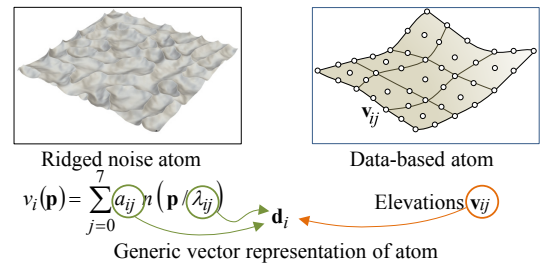 v_ij
Ridged noise atom
Data-based atom
v_i(p) = ∑_{j=0}^{7} a_ij n(p/λ_ij)
d_i
Elevations v_ij
Generic vector representation of atom